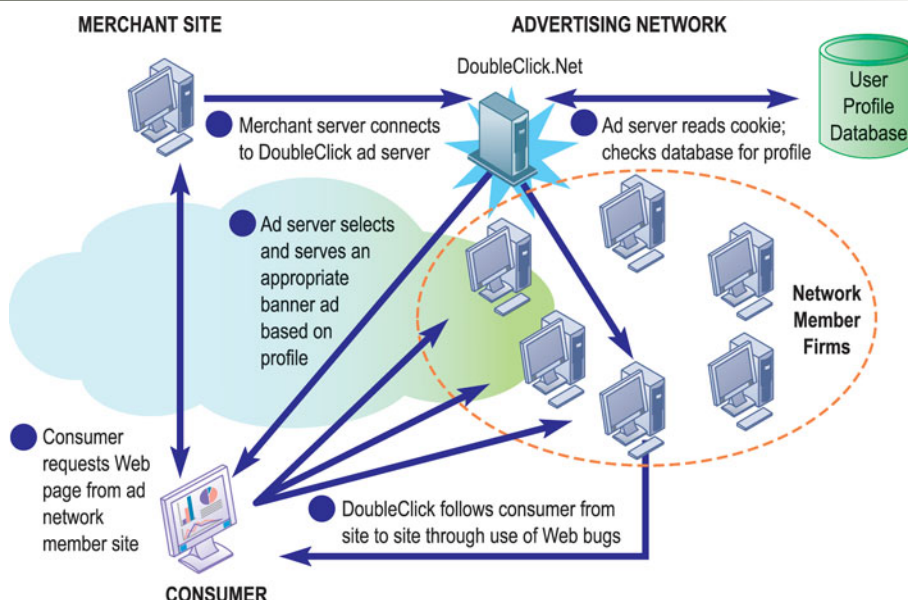 MERCHANT SITE
ADVERTISING NETWORK
DoubleClick.Net
User
Profile
Database
Merchant server connects
to DoubleClick ad server
Ad server reads cookie;
checks database for profile
Ad server selects
and serves an
appropriate
banner ad
based on
profile
Network
Member
Firms
Consumer
requests Web
page from ad
network
member site
DoubleClick follows consumer from
site to site through use of Web bugs
CONSUMER